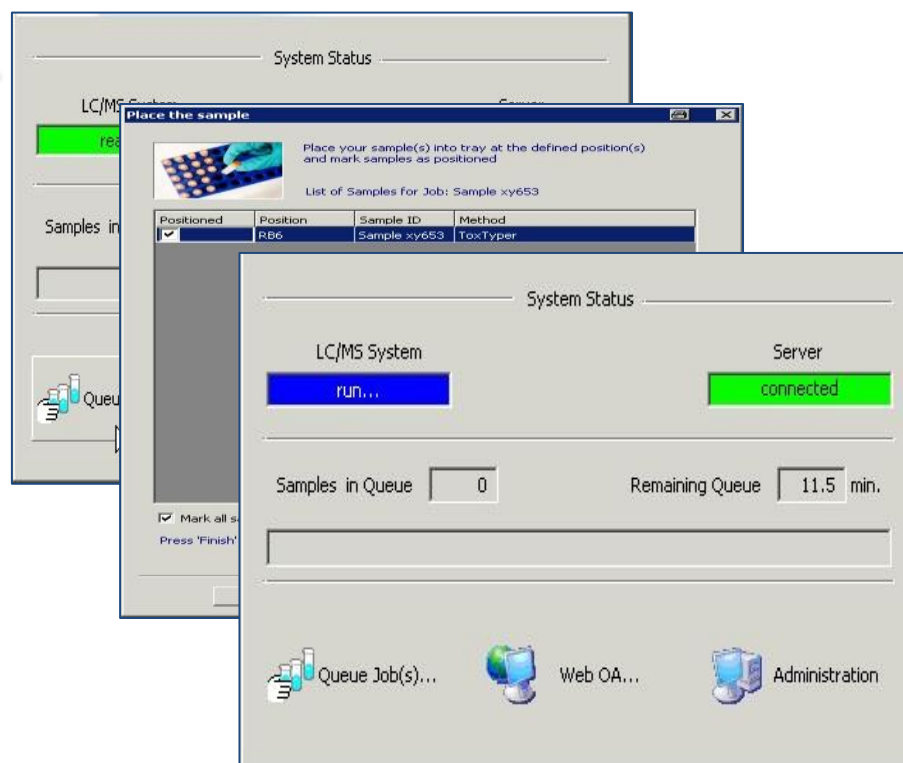 System Status
LC/MS
Place the sample
Place your sample(s) into tray at the defined position(s)
and mark samples as positioned
List of Samples for Job: Sample xy653
Positioned Position Sample ID Method
RB6 Sample xy653 ToxTyper
Samples in
Mark all
Press 'Finish'
System Status
LC/MS System Server
run... connected
Samples in Queue 0 Remaining Queue 11.5 min.
Queue Job(s)... Web OA... Administration